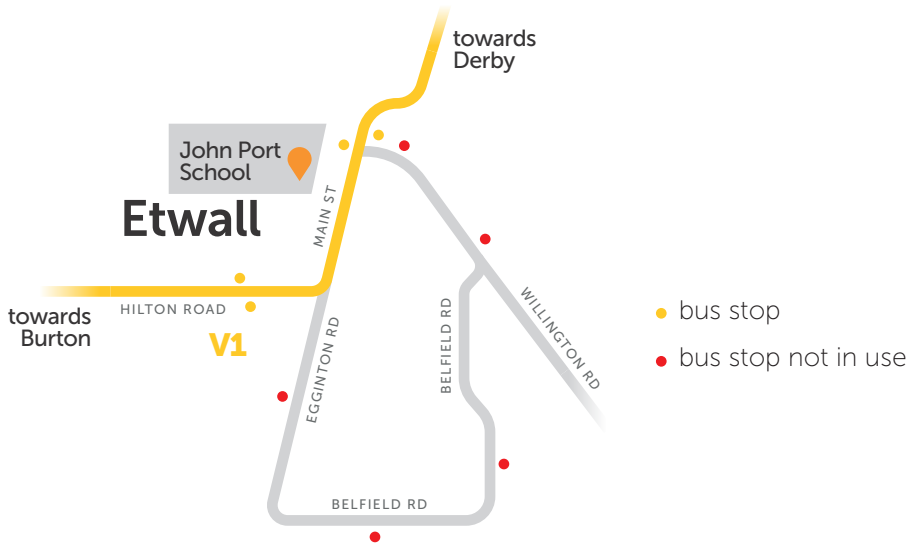 towards
Derby
John Port
School
Etwall
MAIN ST
HILTON ROAD
towards
Burton
V1
EGGINTON RD
BELFIELD RD
WILLINGTON RD
bus stop
bus stop not in use
BELFIELD RD